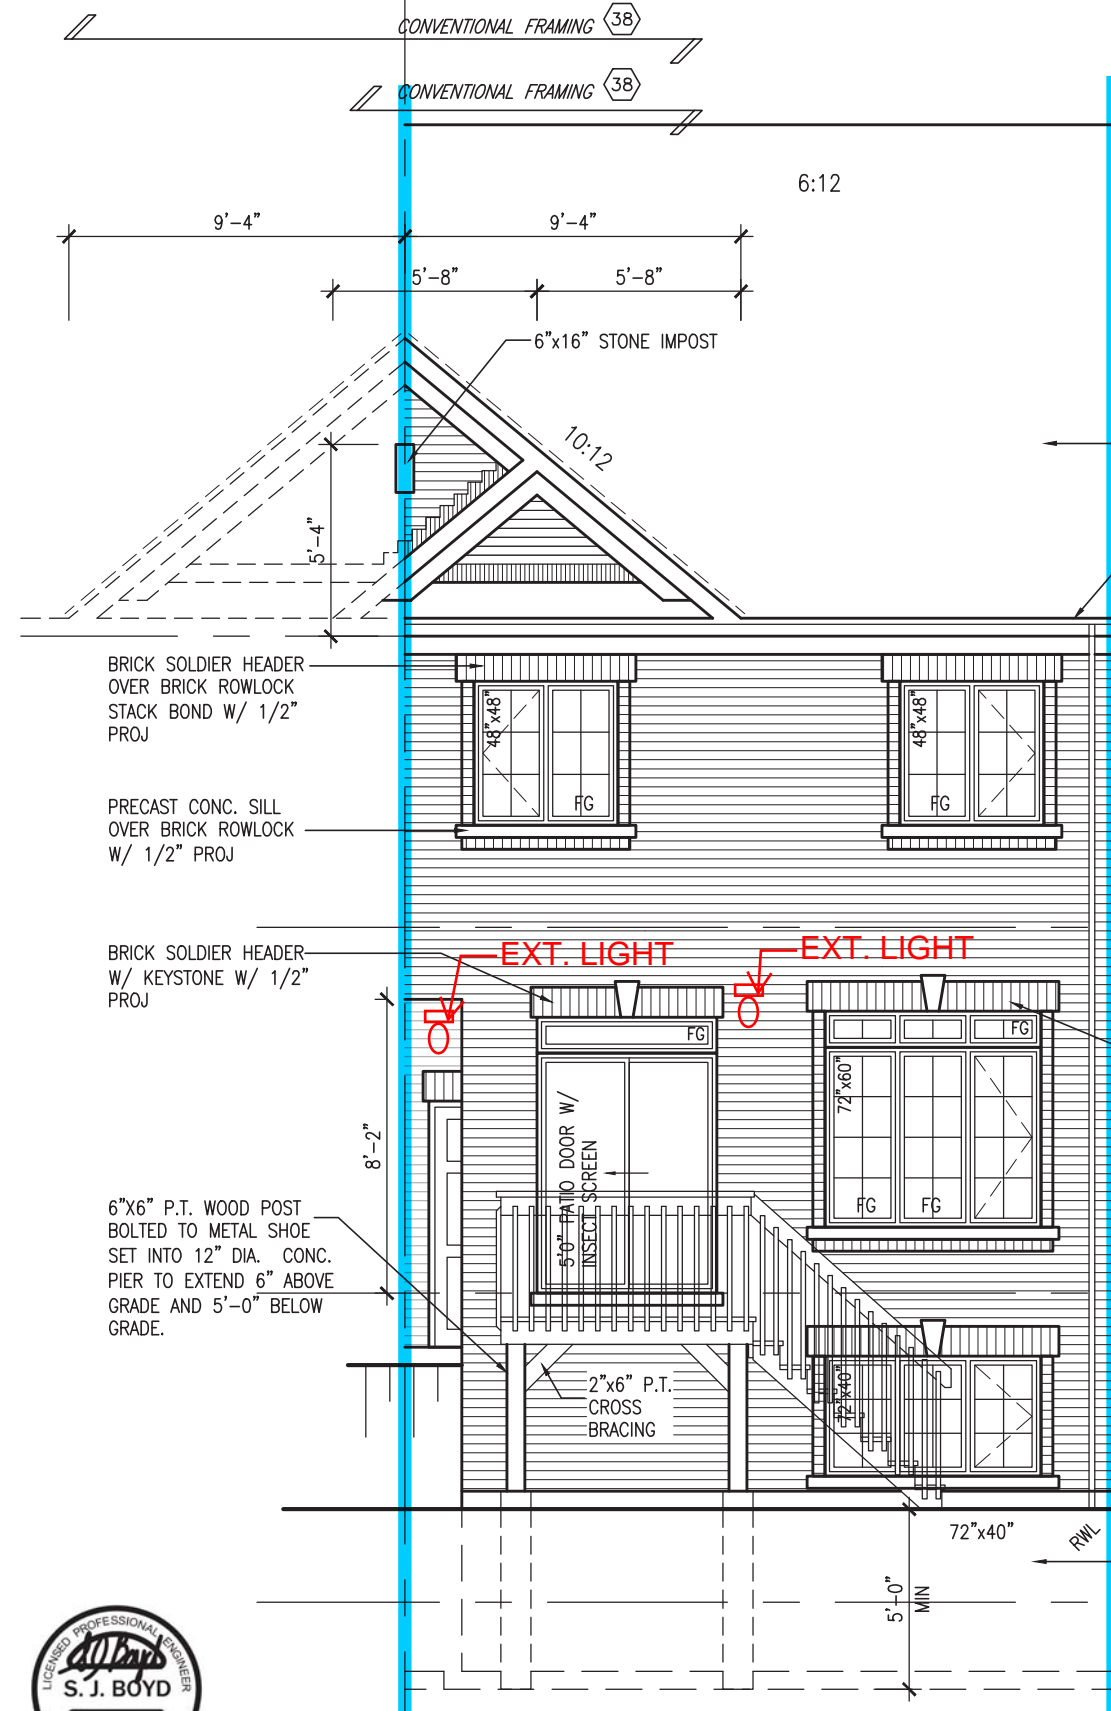 CONVENTIONAL FRAMING 38
CONVENTIONAL FRAMING 38
6:12
9'-4"
9'-4"
5'-8"
5'-8"
6"x16" STONE IMPOST
10:12
5'-4"
BRICK SOLDIER HEADER
OVER BRICK ROWLOCK
STACK BOND W/ 1/2"
PROJ
48"x48"
FG
48"x48"
FG
PRECAST CONC. SILL
OVER BRICK ROWLOCK
W/ 1/2" PROJ
BRICK SOLDIER HEADER
W/ KEYSTONE W/ 1/2"
PROJ
EXT. LIGHT
EXT. LIGHT
FG
FG
72"x60"
FG
FG
8'-2"
5'0" PATIO DOOR W/
INSECT SCREEN
6"X6" P.T. WOOD POST
BOLTED TO METAL SHOE
SET INTO 12" DIA. CONC.
PIER TO EXTEND 6" ABOVE
GRADE AND 5'-0" BELOW
GRADE.
2"x6" P.T.
CROSS
BRACING
72"x40"
72"x40"
RWL
5'-0"
MIN
LICENSED PROFESSIONAL ENGINEER
S. J. BOYD